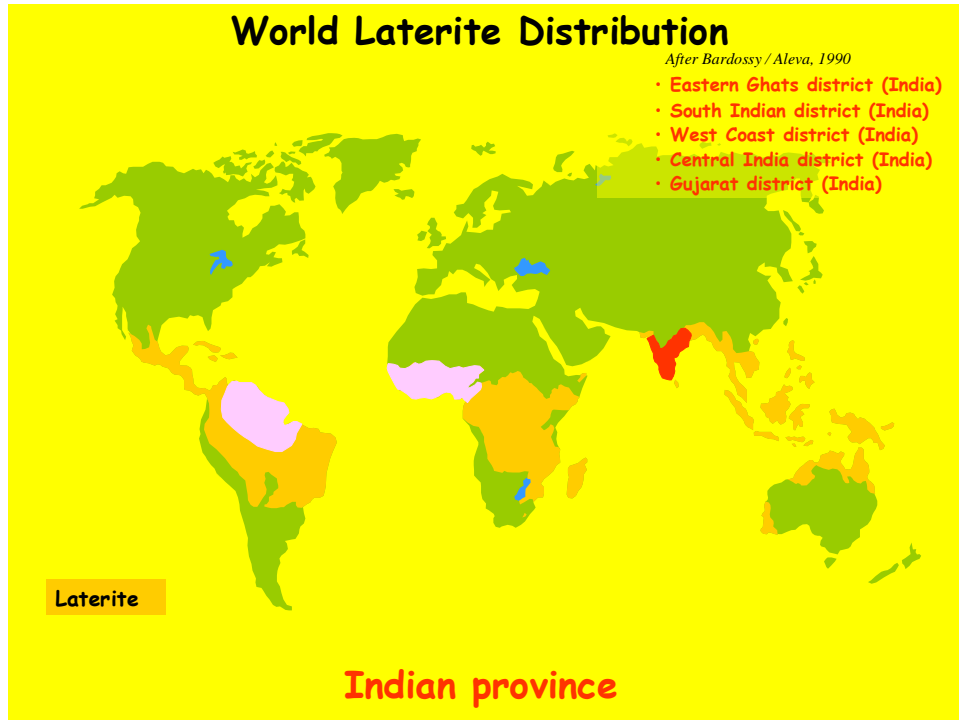 World Laterite Distribution
After Bardossy / Aleva, 1990
• Eastern Ghats district (India)
• South Indian district (India)
• West Coast district (India)
• Central India district (India)
• Gujarat district (India)
Laterite
Indian province